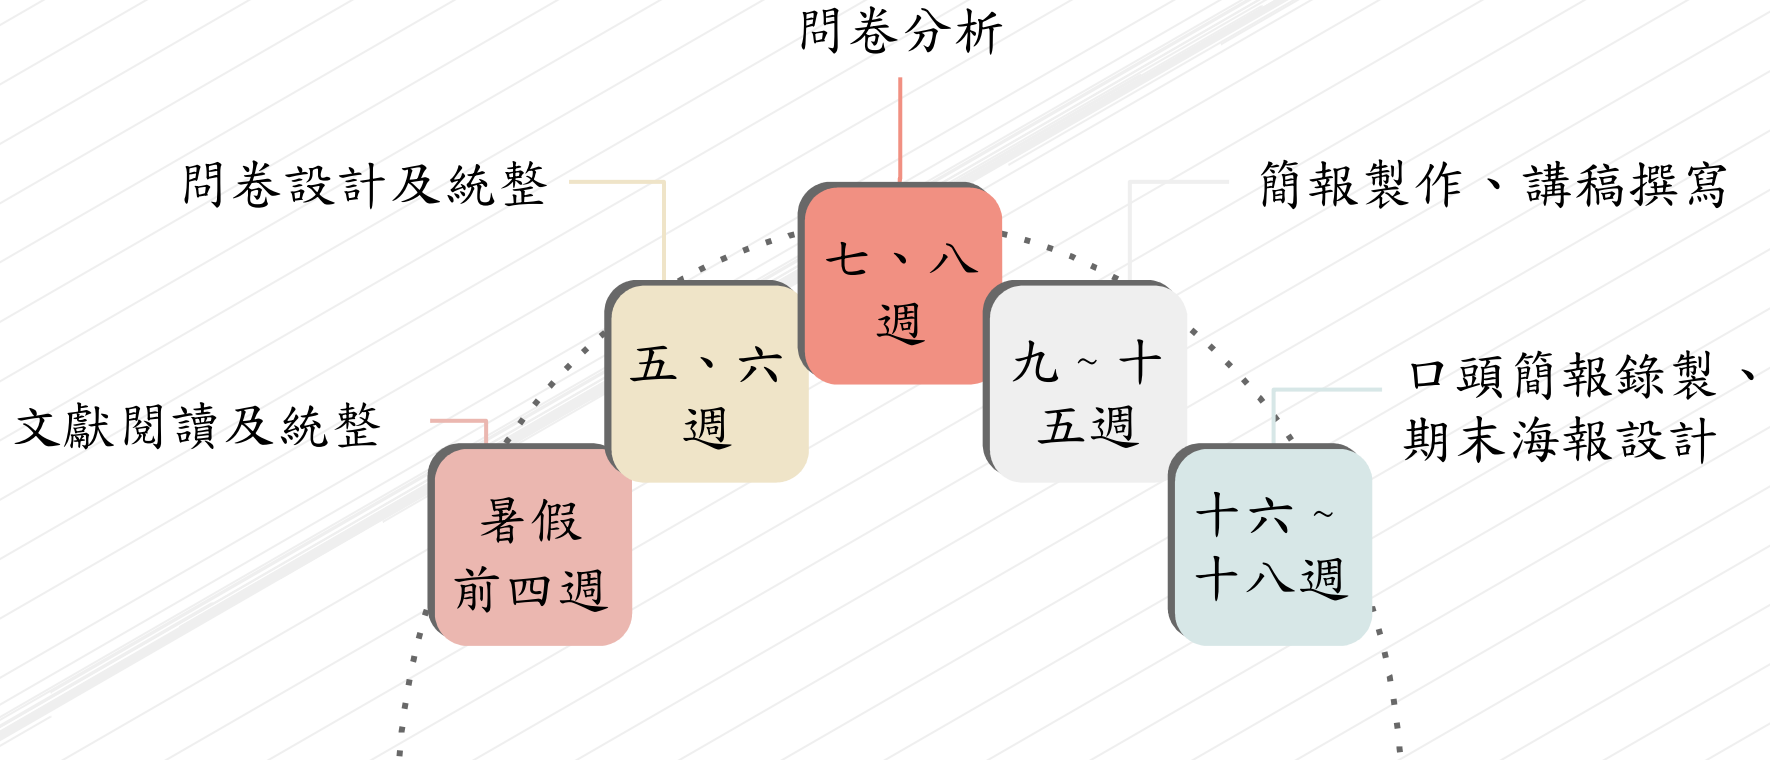 問卷分析
問卷設計及統整
簡報製作、講稿撰寫
七、八
週
五、六
週
九~十
五週
口頭簡報錄製、
期末海報設計
文獻閱讀及統整
暑假
前四週
十六~
十八週